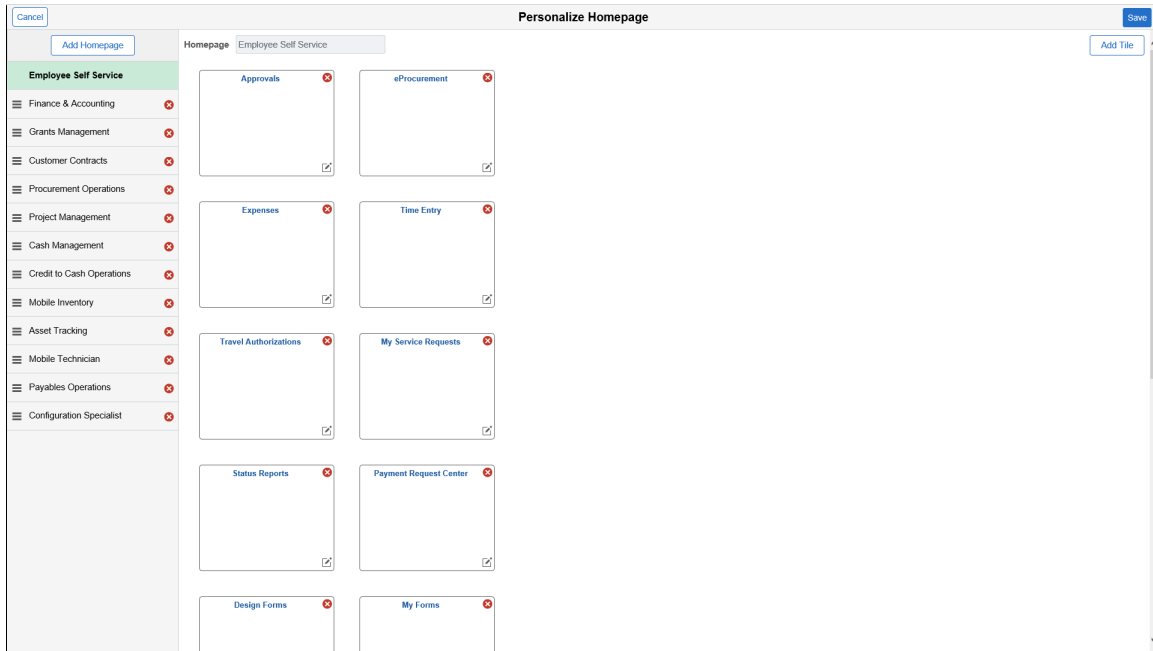 Cancel
Personalize Homepage
Save
Add Homepage
Homepage Employee Self Service
Add Tile
Employee Self Service
Finance & Accounting
Grants Management
Customer Contracts
Procurement Operations
Project Management
Cash Management
Credit to Cash Operations
Mobile Inventory
Asset Tracking
Mobile Technician
Payables Operations
Configuration Specialist
Approvals
eProcurement
Expenses
Time Entry
Travel Authorizations
My Service Requests
Status Reports
Payment Request Center
Design Forms
My Forms